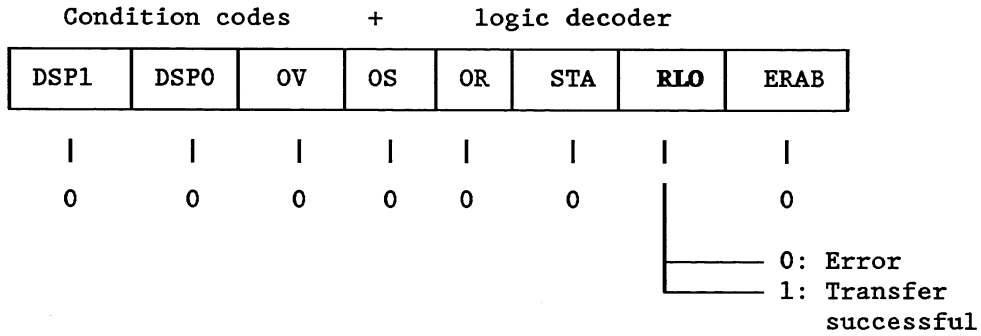 Condition codes + logic decoder
DSP1 DSP0 OV OS OR STA RLO ERAB
0 0 0 0 0 0 0
0: Error
1: Transfer
successful